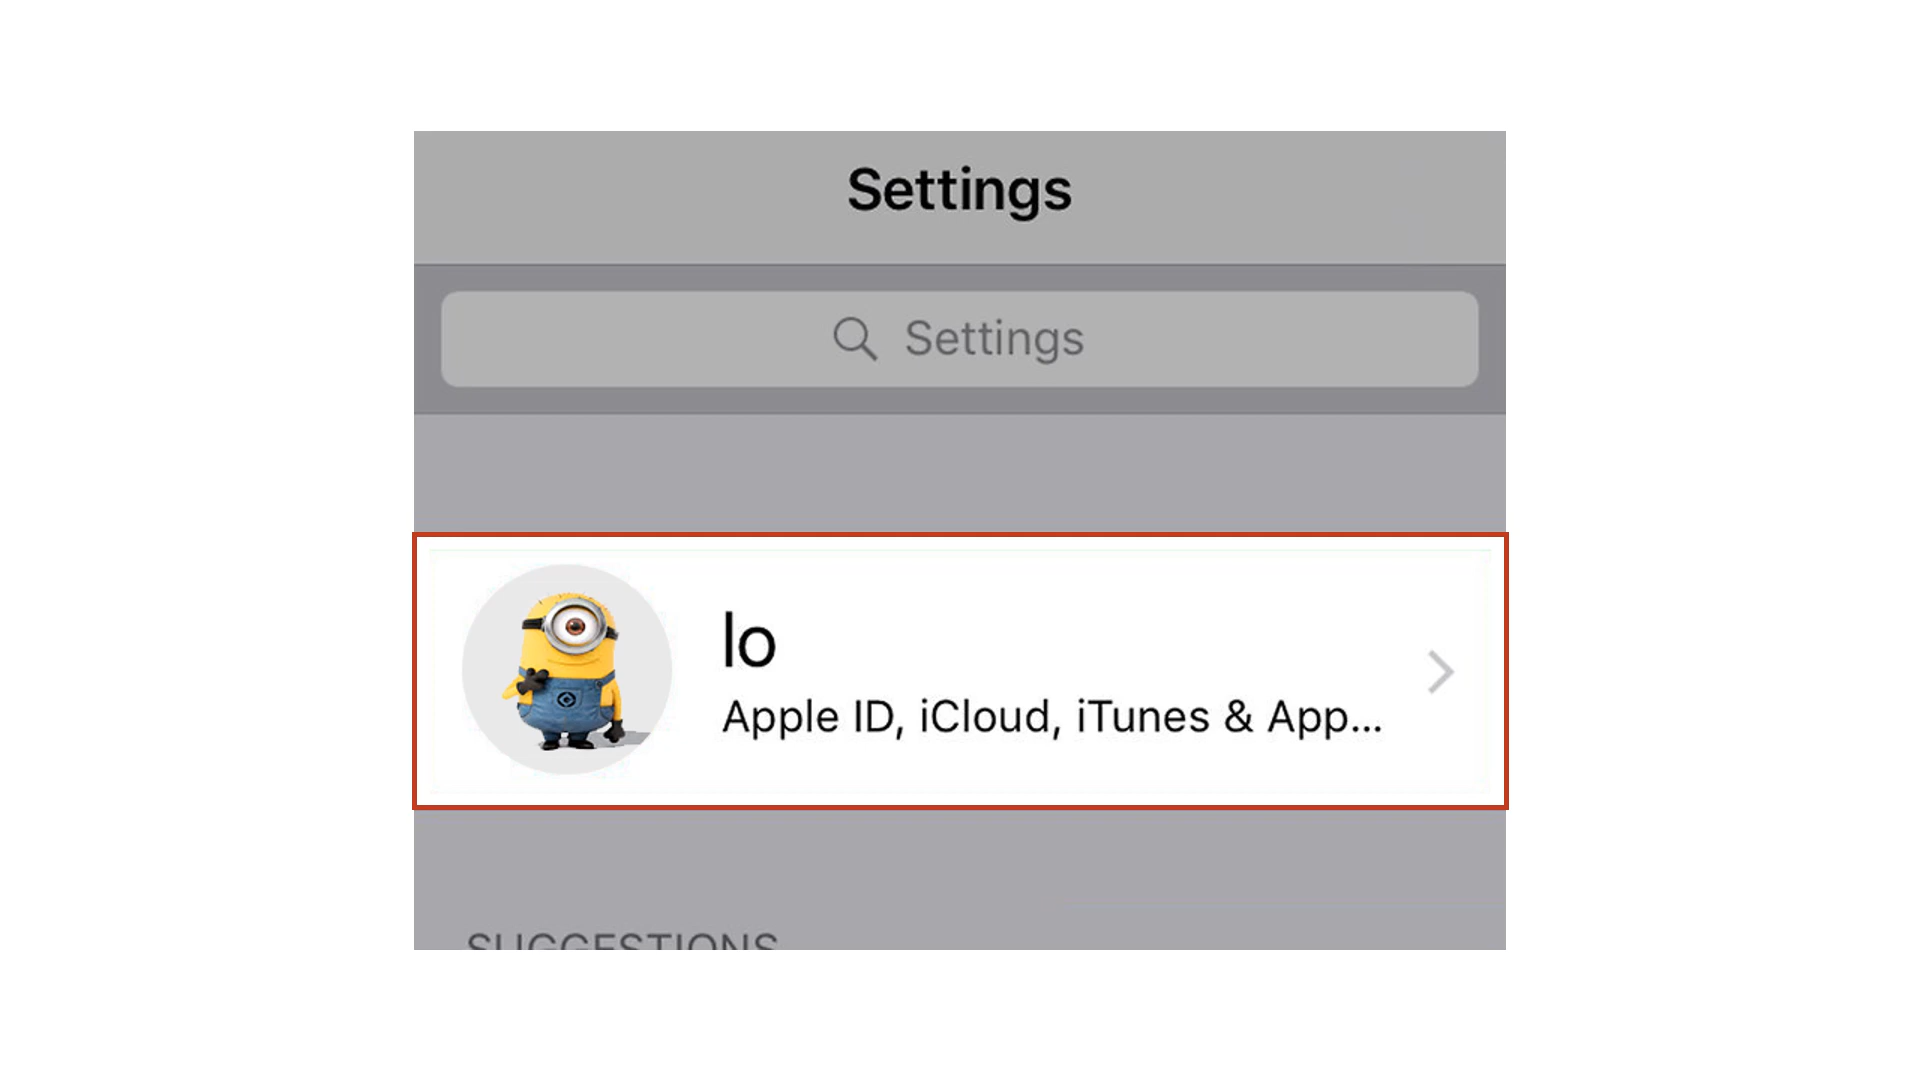 Settings
Settings
lo
Apple ID, iCloud, iTunes & App...
SUGGESTIONS